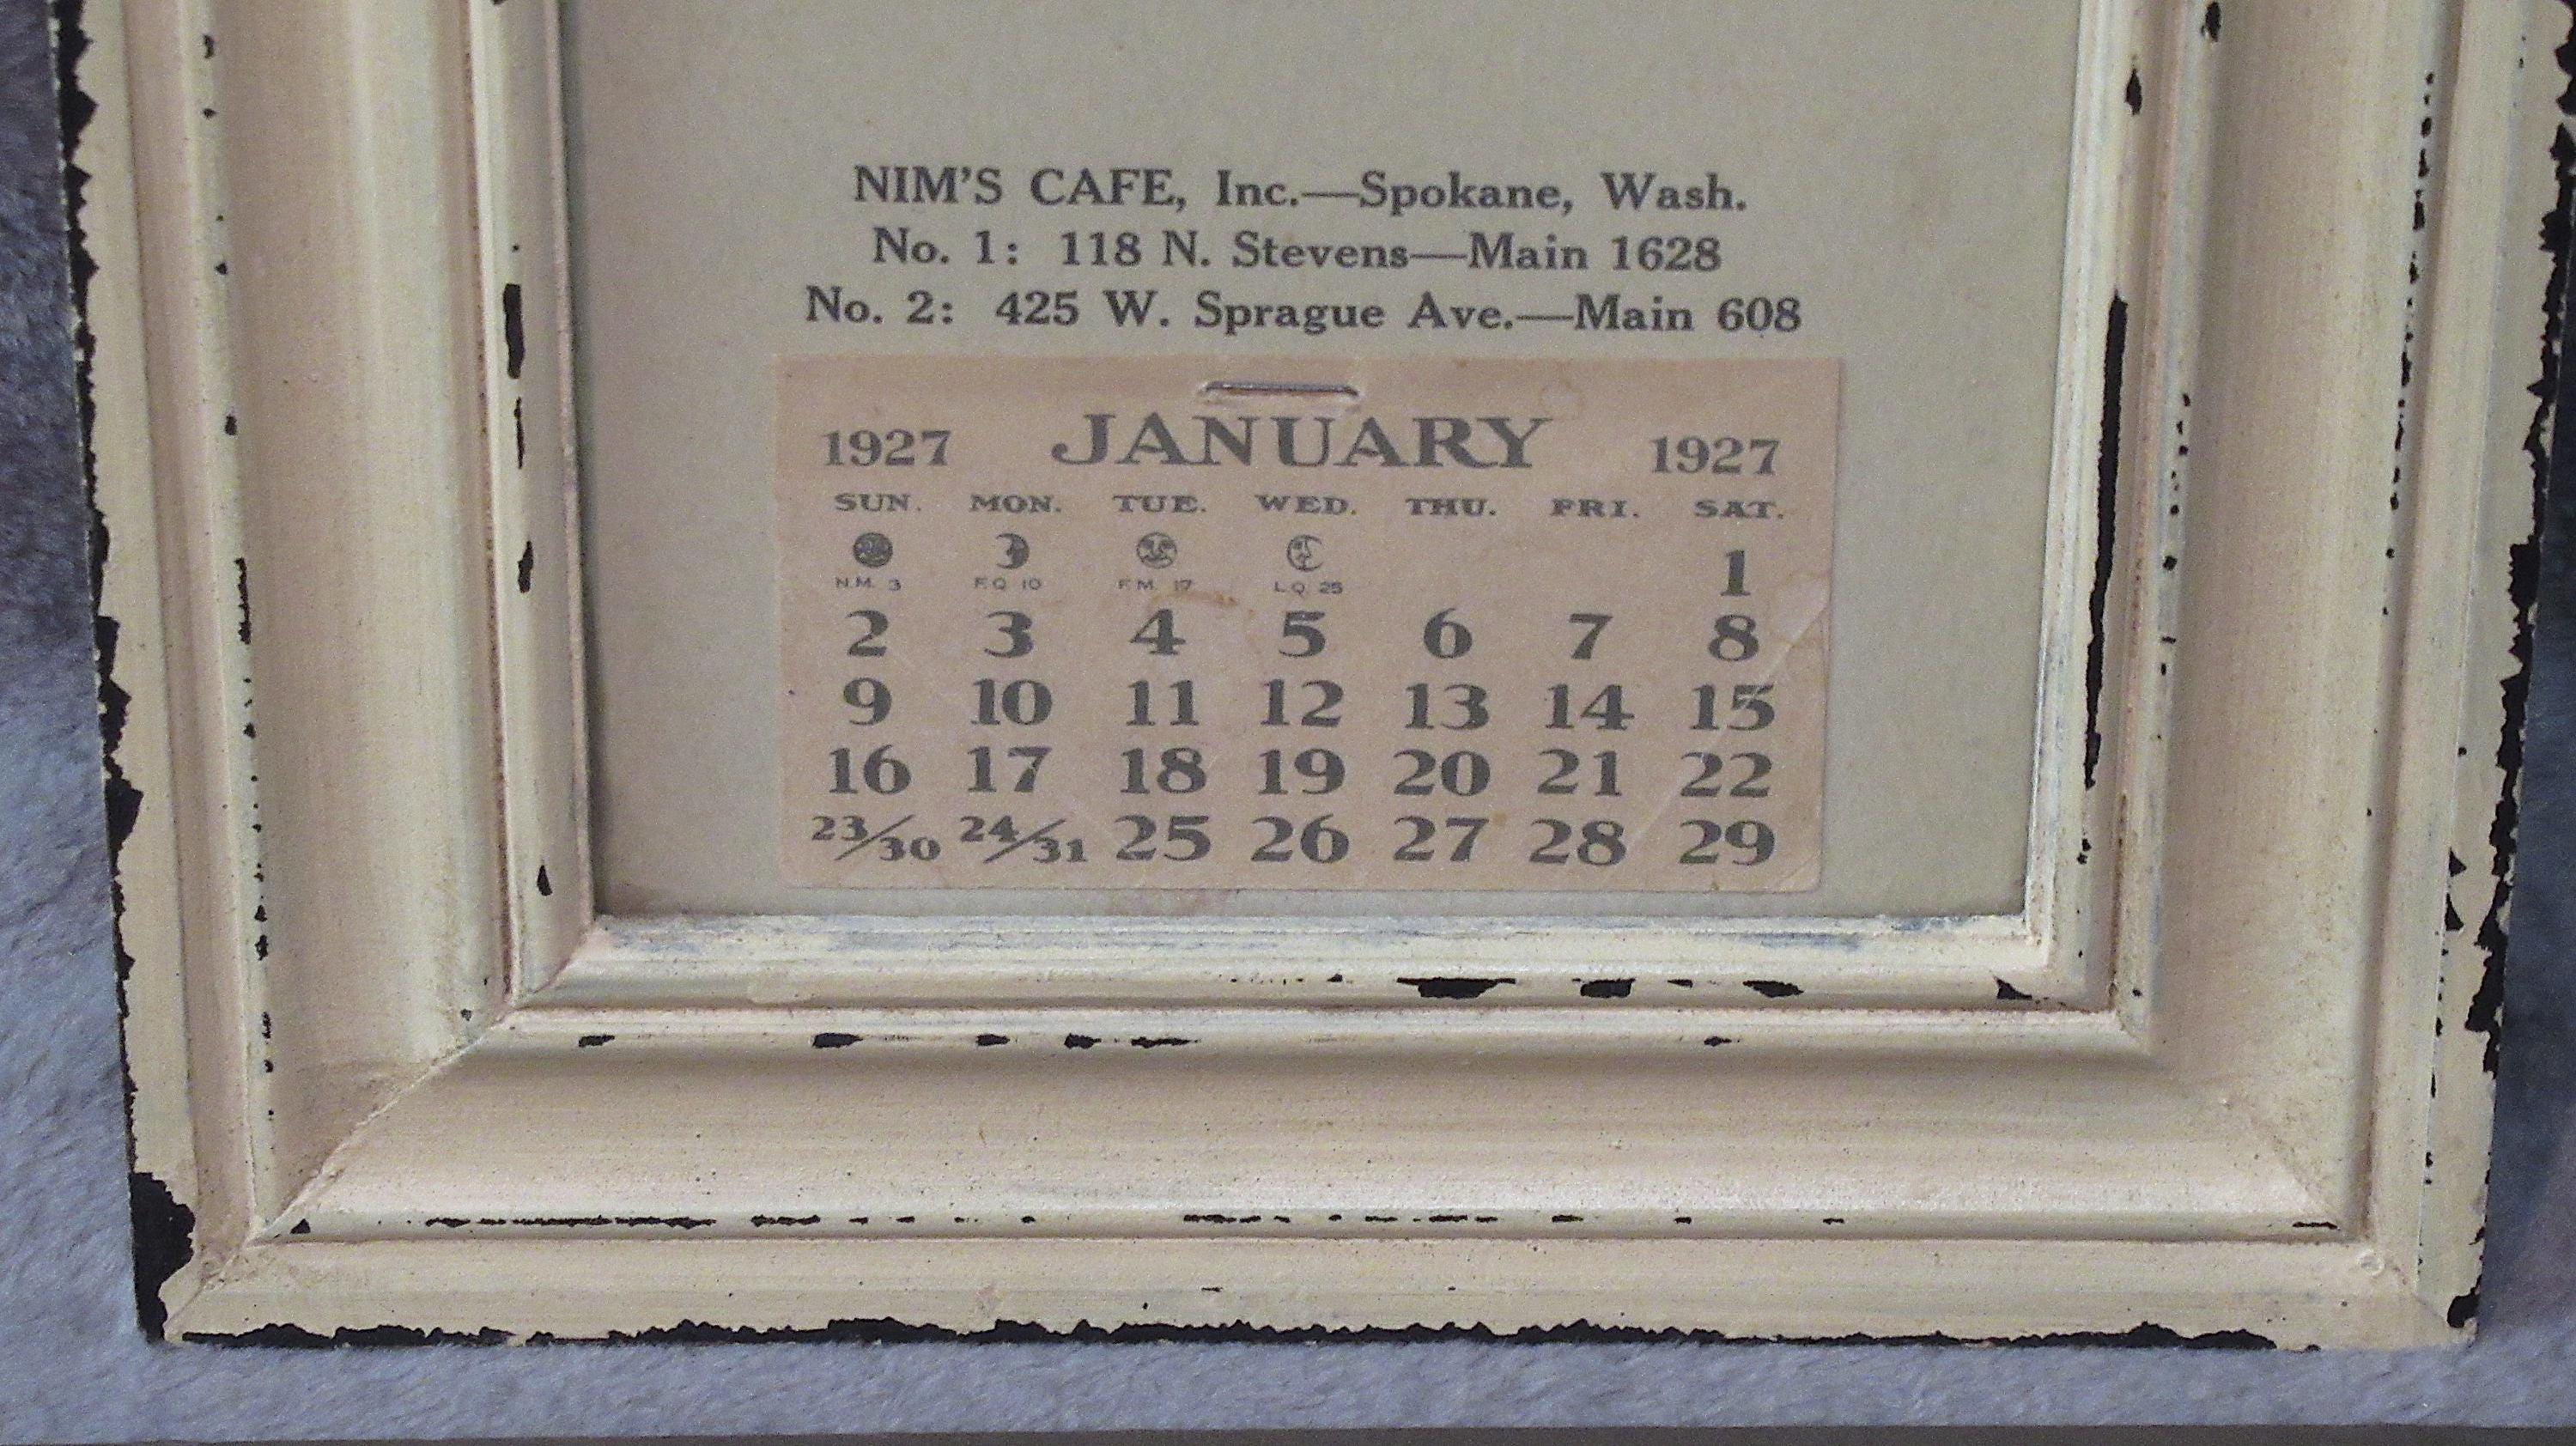 NIM'S CAFE, Inc.—Spokane, Wash.
No. 1: 118 N. Stevens—Main 1628
No. 2: 425 W. Sprague Ave.—Main 608
1927 JANUARY 1927
SUN. MON. TUE. WED. THU. FRI. SAT.
N.M. 3 F.Q. 10 F.M. 17 L.Q. 25 1
2 3 4 5 6 7 8
9 10 11 12 13 14 15
16 17 18 19 20 21 22
23/30 24/31 25 26 27 28 29